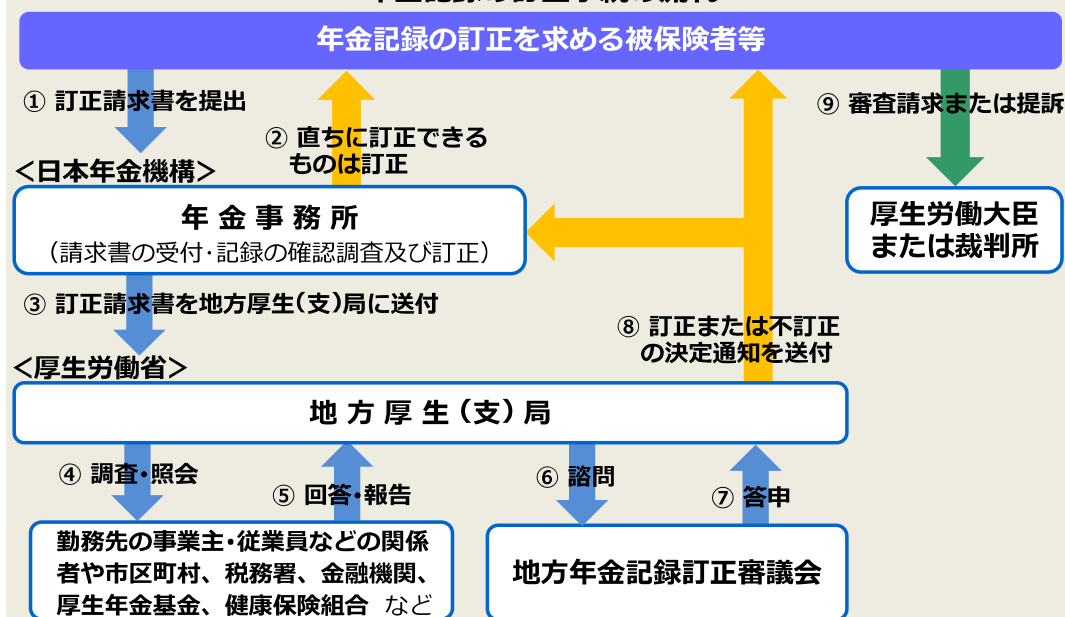 年金記録の訂正を求める被保険者等
① 訂正請求書を提出
② 直ちに訂正できる
ものは訂正
⑨ 審査請求または提訴
<日本年金機構>
年金事務所
（請求書の受付・記録の確認調査及び訂正）
厚生労働大臣
または裁判所
③ 訂正請求書を地方厚生（支）局に送付
⑧ 訂正または不訂正
の決定通知を送付
<厚生労働省>
地方厚生（支）局
④ 調査・照会
⑤ 回答・報告
⑥ 諮問
⑦ 答申
勤務先の事業主・従業員などの関係
者や市区町村、税務署、金融機関、
厚生年金基金、健康保険組合 など
地方年金記録訂正審議会